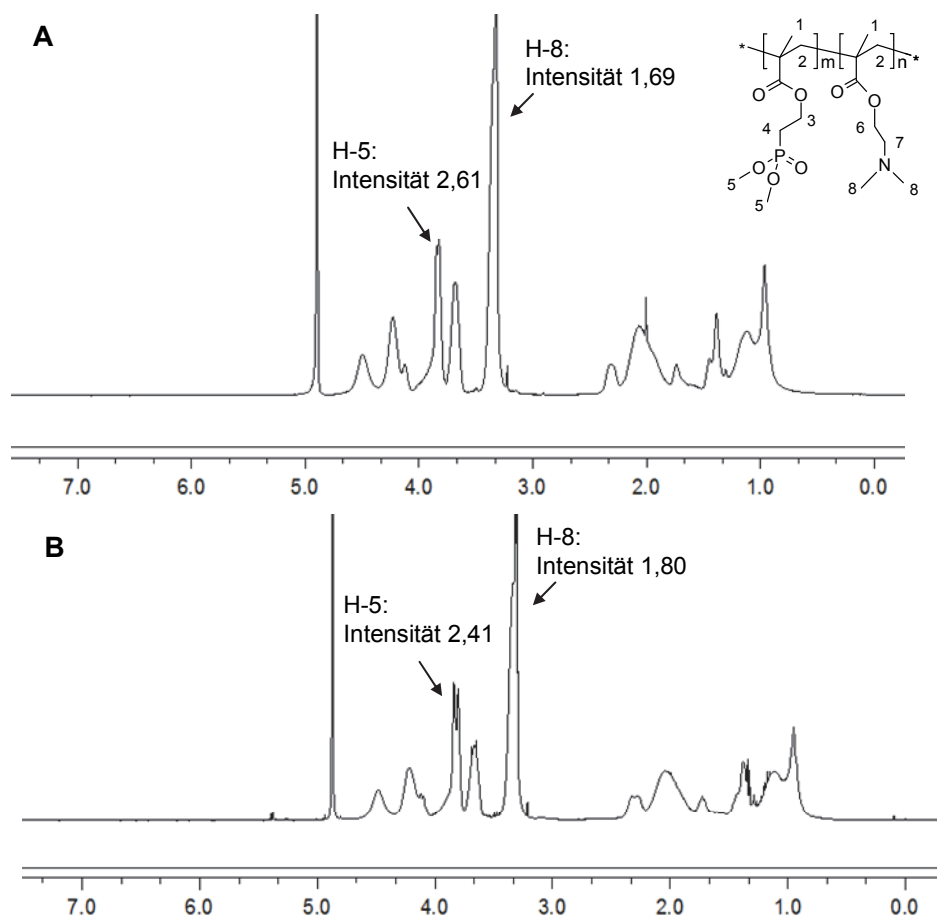 A
H-8:
Intensität 1,69
H-5:
Intensität 2,61
* 1 1
2 m 2 n *
O O O O
4 3 6 7
O P O N
5 O 8 8
5
7.0 6.0 5.0 4.0 3.0 2.0 1.0 0.0
B
H-8:
Intensität 1,80
H-5:
Intensität 2,41
7.0 6.0 5.0 4.0 3.0 2.0 1.0 0.0